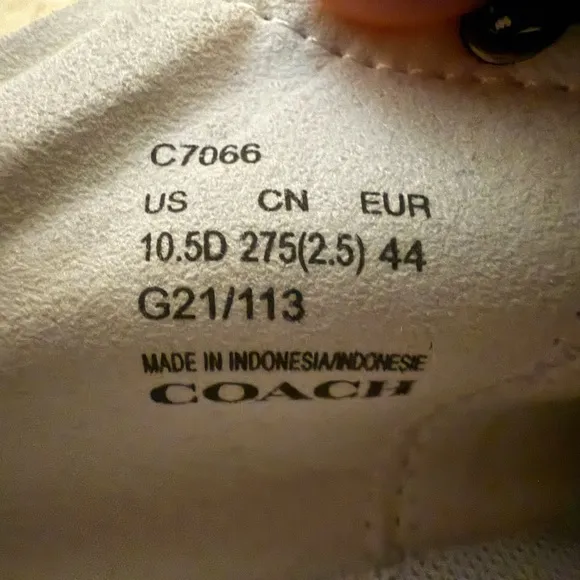 C7066
US CN EUR
10.5D 275(2.5) 44
G21/113
MADE IN INDONESIA/INDONESIE
COACH